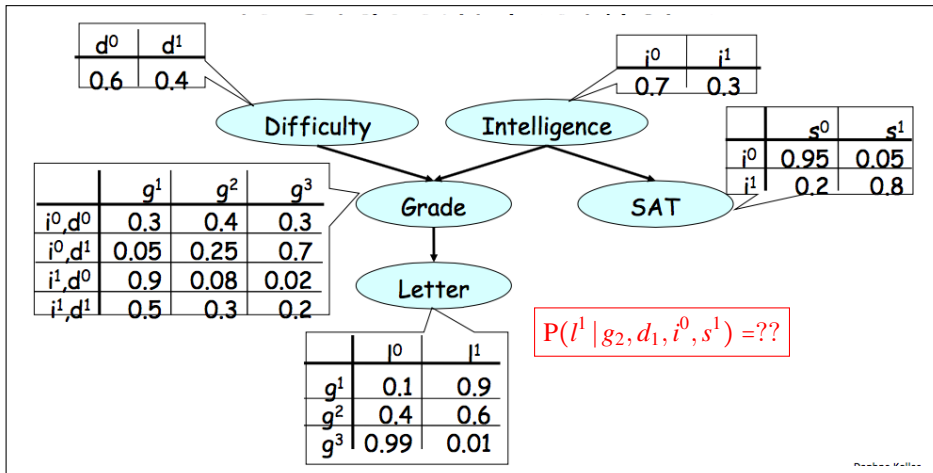 d⁰ d¹
0.6 0.4
i⁰ i¹
0.7 0.3
Difficulty
Intelligence
s⁰ s¹
i⁰ 0.95 0.05
i¹ 0.2 0.8
g¹ g² g³
i⁰,d⁰ 0.3 0.4 0.3
i⁰,d¹ 0.05 0.25 0.7
i¹,d⁰ 0.9 0.08 0.02
i¹,d¹ 0.5 0.3 0.2
Grade
SAT
Letter
P(l¹ | g₂, d₁, i⁰, s¹) =??
l⁰ l¹
g¹ 0.1 0.9
g² 0.4 0.6
g³ 0.99 0.01